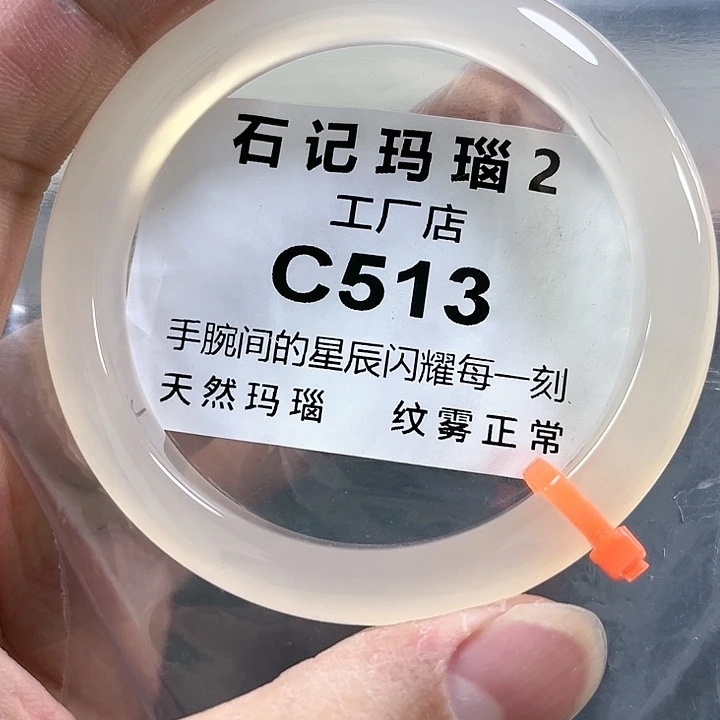 石记玛瑙2
工厂店
C513
手腕间的星辰闪耀每一刻
天然玛瑙 纹雾正常